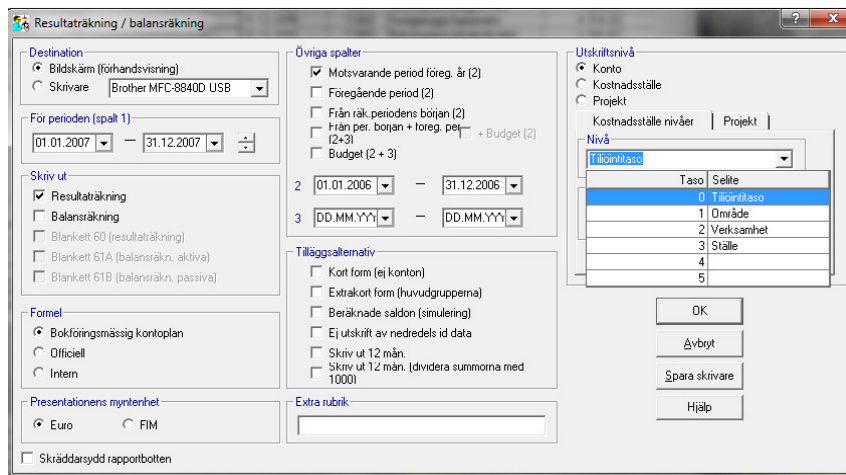 Resultaträkning / balansräkning
Destination
Bildskärm (förhandsvisning)
Skrivare
Brother MFC-8840D USB
För perioden (spalt 1)
01.01.2007 — 31.12.2007
Skriv ut
Resultaträkning
Balansräkning
Blankett 60 (resultaträkning)
Blankett 61A (balansräkn. aktiva)
Blankett 61B (balansräkn. passiva)
Formel
Bokföringsmässig kontoplan
Officiell
Intern
Presentationens myntenhet
Euro
FIM
Skräddarsydd rapportbotten
Övriga spalter
Motsvarande period föreg. år (2)
Föregående period (2)
Från räk.periodens början (2)
Från per. början + föreg. per
(2+3)
+ Budget (2)
Budget (2 + 3)
2 01.01.2006 — 31.12.2006
3 DD.MM.YYY — DD.MM.YYY
Tilläggsalternativ
Kort form (ej konton)
Extrakort form (huvudgrupperna)
Beräknade saldon (simulering)
Ej utskrift av nedredels id data
Skriv ut 12 mån.
Skriv ut 12 mån. (dividera summorna med
1000)
Extra rubrik
Utskriftsnivå
Konto
Kostnadsställe
Projekt
Kostnadsställe nivåer
Projekt
Nivå
Tiliöintitaso
Taso Selite
0 Tiliöintitaso
1 Område
2 Verksamhet
3 Ställe
4
5
OK
Avbryt
Spara skrivare
Hjälp